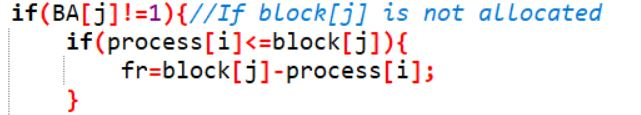 if(BA[j]!=1){//If block[j] is not allocated
if(process[i]<=block[j]){
fr=block[j]-process[i];
}